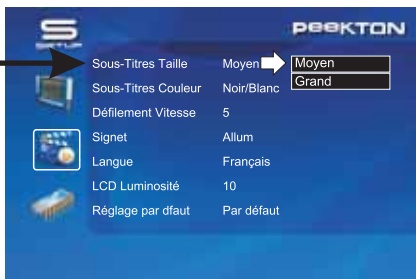 S
SETUP
PEEKTON
Sous-Titres Taille Moyen Moyen
Grand
Sous-Titres Couleur Noir/Blanc
Défilement Vitesse 5
Signet Allum
Langue Français
LCD Luminosité 10
Réglage par dfaut Par défaut